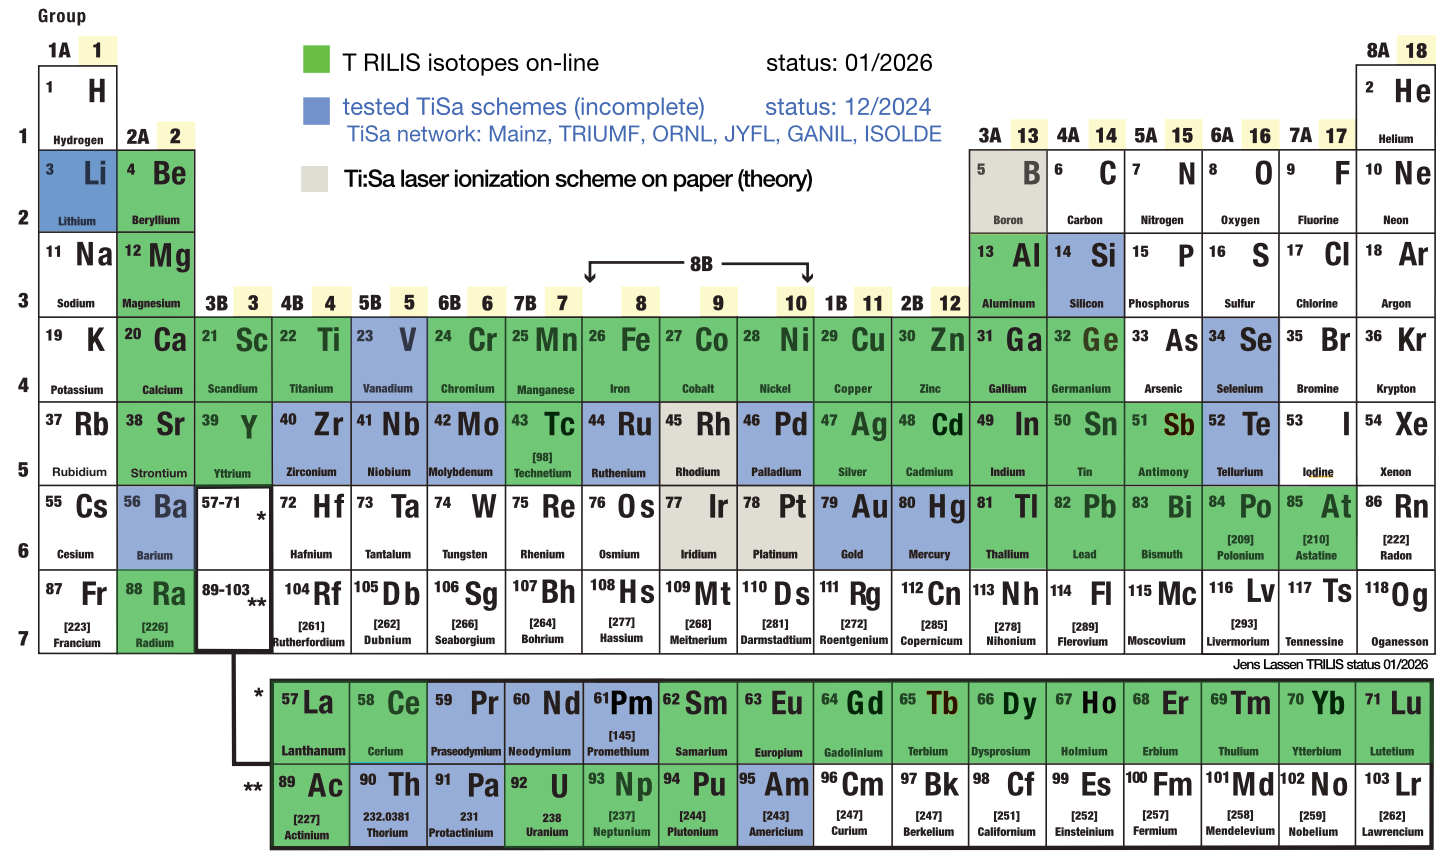 Group
1A 1
8A 18
T RILIS isotopes on-line status: 01/2026
tested TiSa schemes (incomplete) status: 12/2024
TiSa network: Mainz, TRIUMF, ORNL, JYFL, GANIL, ISOLDE
Ti:Sa laser ionization scheme on paper (theory)
1
1 H Hydrogen
2A 2
3A 13
4A 14
5A 15
6A 16
7A 17
2 He Helium
2
3 Li Lithium
4 Be Beryllium
5 B Boron
6 C Carbon
7 N Nitrogen
8 O Oxygen
9 F Fluorine
10 Ne Neon
3
11 Na Sodium
12 Mg Magnesium
3B 3
4B 4
5B 5
6B 6
7B 7
8B
8
9
10
1B 11
2B 12
13 Al Aluminum
14 Si Silicon
15 P Phosphorus
16 S Sulfur
17 Cl Chlorine
18 Ar Argon
4
19 K Potassium
20 Ca Calcium
21 Sc Scandium
22 Ti Titanium
23 V Vanadium
24 Cr Chromium
25 Mn Manganese
26 Fe Iron
27 Co Cobalt
28 Ni Nickel
29 Cu Copper
30 Zn Zinc
31 Ga Gallium
32 Ge Germanium
33 As Arsenic
34 Se Selenium
35 Br Bromine
36 Kr Krypton
5
37 Rb Rubidium
38 Sr Strontium
39 Y Yttrium
40 Zr Zirconium
41 Nb Niobium
42 Mo Molybdenum
43 Tc [98] Technetium
44 Ru Ruthenium
45 Rh Rhodium
46 Pd Palladium
47 Ag Silver
48 Cd Cadmium
49 In Indium
50 Sn Tin
51 Sb Antimony
52 Te Tellurium
53 I Iodine
54 Xe Xenon
6
55 Cs Cesium
56 Ba Barium
57-71 *
72 Hf Hafnium
73 Ta Tantalum
74 W Tungsten
75 Re Rhenium
76 Os Osmium
77 Ir Iridium
78 Pt Platinum
79 Au Gold
80 Hg Mercury
81 Tl Thallium
82 Pb Lead
83 Bi Bismuth
84 Po [209] Polonium
85 At [210] Astatine
86 Rn [222] Radon
7
87 Fr [223] Francium
88 Ra [226] Radium
89-103 **
104 Rf [261] Rutherfordium
105 Db [262] Dubnium
106 Sg [266] Seaborgium
107 Bh [264] Bohrium
108 Hs [277] Hassium
109 Mt [268] Meitnerium
110 Ds [281] Darmstadtium
111 Rg [272] Roentgenium
112 Cn [285] Copernicum
113 Nh [278] Nihonium
114 Fl [289] Flerovium
115 Mc Moscovium
116 Lv [293] Livermorium
117 Ts Tennessine
118 Og Oganesson
Jens Lassen TRILIS status 01/2026
*
57 La Lanthanum
58 Ce Cerium
59 Pr Praseodymium
60 Nd Neodymium
61 Pm [145] Promethium
62 Sm Samarium
63 Eu Europium
64 Gd Gadolinium
65 Tb Terbium
66 Dy Dysprosium
67 Ho Holmium
68 Er Erbium
69 Tm Thulium
70 Yb Ytterbium
71 Lu Lutetium
**
89 Ac [227] Actinium
90 Th 232.0381 Thorium
91 Pa 231 Protactinium
92 U 238 Uranium
93 Np [237] Neptunium
94 Pu [244] Plutonium
95 Am [243] Americium
96 Cm [247] Curium
97 Bk [247] Berkelium
98 Cf [251] Californium
99 Es [252] Einsteinium
100 Fm [257] Fermium
101 Md [258] Mendelevium
102 No [259] Nobelium
103 Lr [262] Lawrencium